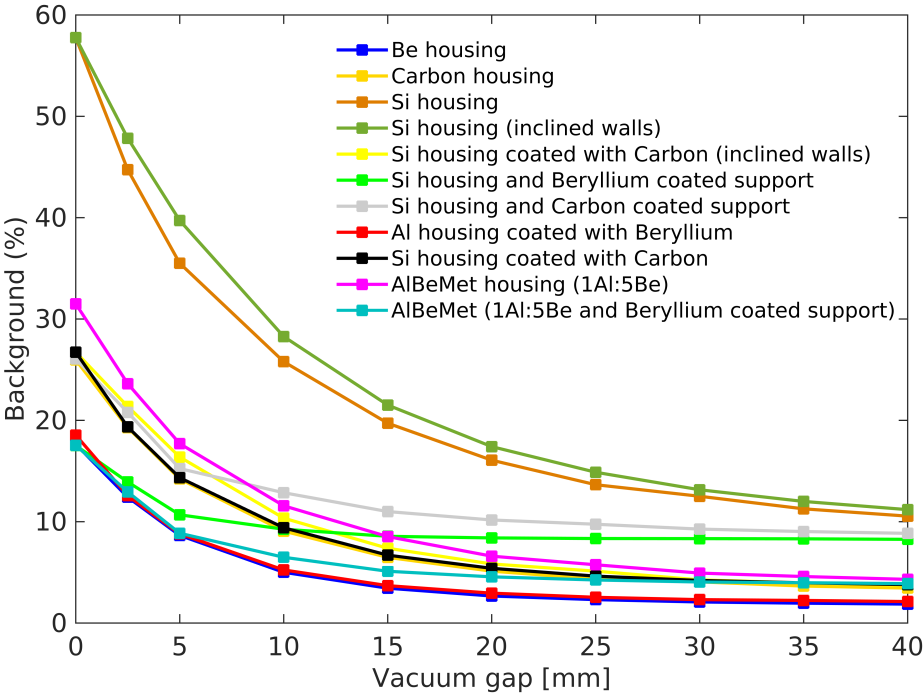 60
50
40
30
20
10
0
Background (%)
Be housing
Carbon housing
Si housing
Si housing (inclined walls)
Si housing coated with Carbon (inclined walls)
Si housing and Beryllium coated support
Si housing and Carbon coated support
Al housing coated with Beryllium
Si housing coated with Carbon
AlBeMet housing (1Al:5Be)
AlBeMet (1Al:5Be and Beryllium coated support)
0 5 10 15 20 25 30 35 40
Vacuum gap [mm]